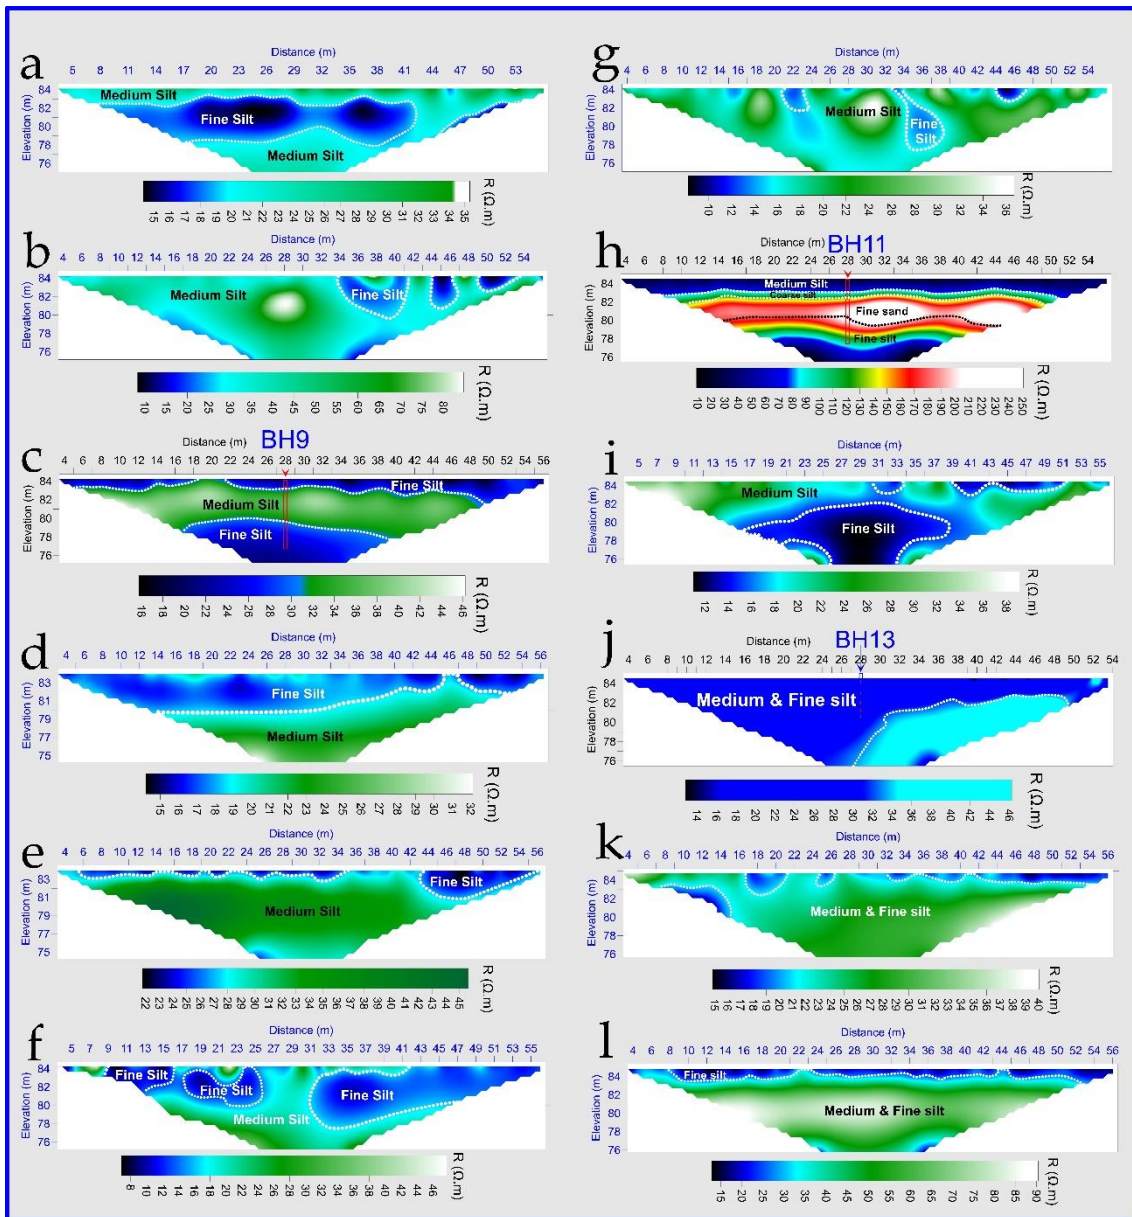 a
Distance (m)
5 8 11 14 17 20 23 26 29 32 35 38 41 44 47 50 53
Elevation (m)
84
82
80
78
76
Medium Silt
Fine Silt
Medium Silt
15 16 17 18 19 20 21 22 23 24 25 26 27 28 29 30 31 34 35
R (Ω.m)
b
Distance (m)
4 6 8 10 12 14 16 18 20 22 24 26 28 30 32 34 36 38 40 42 44 46 48 50 52 54
Elevation (m)
84
82
80
78
76
Medium Silt
Fine Silt
10 15 20 25 30 35 40 45 50 55 60 65 70 75 80
R (Ω.m)
c
Distance (m)
BH9
4 6 8 10 12 14 16 18 20 22 24 26 28 30 32 34 36 38 40 42 44 46 48 50 52 54 56
Elevation (m)
84
82
80
78
76
Fine Silt
Medium Silt
Fine Silt
16 18 20 22 24 26 28 30 32 34 36 38 40 42 44 46
R (Ω.m)
d
Distance (m)
4 6 8 10 12 14 16 18 20 22 24 26 28 30 32 34 36 38 40 42 44 46 48 50 52 54 56
Elevation (m)
83
81
79
77
75
Fine Silt
Medium Silt
15 16 17 18 19 20 21 22 23 24 25 26 27 28 29 30 31 32
R (Ω.m)
e
Distance (m)
4 6 8 10 12 14 16 18 20 22 24 26 28 30 32 34 36 38 40 42 44 46 48 50 52 54 56
Elevation (m)
83
81
79
77
75
Fine Silt
Medium Silt
22 23 24 25 26 27 28 30 31 32 33 34 35 36 37 38 40 41 42 43 44 45
R (Ω.m)
f
Distance (m)
5 7 9 11 13 15 17 19 21 23 25 27 29 31 33 35 37 39 41 43 45 47 49 51 53 55
Elevation (m)
84
82
80
78
76
Fine Silt
Fine Silt
Fine Silt
Medium Silt
8 10 12 14 16 18 20 22 24 26 28 30 32 34 36 38 40 42 44 46
R (Ω.m)
g
Distance (m)
4 6 8 10 12 14 16 18 20 22 24 26 28 30 32 34 36 38 40 42 44 46 48 50 52 54
Elevation (m)
84
82
80
78
76
Medium Silt
Fine
Silt
10 12 14 16 18 20 22 24 26 28 30 32 34 36
R (Ω.m)
h
Distance (m)
BH11
4 6 8 10 12 14 16 18 20 22 24 26 28 30 32 34 36 38 40 42 44 46 48 50 52 54
Elevation (m)
84
82
80
78
76
Medium Silt
Coarse silt
Fine sand
Fine silt
10 20 30 40 50 60 70 80 90 100 110 120 130 140 150 160 170 180 190 200 210 220 230 240 250
R (Ω.m)
i
Distance (m)
5 7 9 11 13 15 17 19 21 23 25 27 29 31 33 35 37 39 41 43 45 47 49 51 53 55
Elevation (m)
84
82
80
78
76
Medium Silt
Fine Silt
12 14 16 18 20 22 24 26 28 30 32 34 36 38
R (Ω.m)
j
Distance (m)
BH13
4 6 8 10 12 14 16 18 20 22 24 26 28 30 32 34 36 38 40 42 44 46 48 50 52 54
Elevation (m)
84
82
80
78
76
Medium & Fine silt
14 16 18 20 22 24 26 28 30 32 34 36 38 40 42 44 46
R (Ω.m)
k
Distance (m)
4 6 8 10 12 14 16 18 20 22 24 26 28 30 32 34 36 38 40 42 44 46 48 50 52 54 56
Elevation (m)
84
82
80
78
76
Medium & Fine silt
15 16 18 19 20 21 22 24 25 26 27 28 30 31 32 33 34 36 37 38 39 40
R (Ω.m)
l
Distance (m)
4 6 8 10 12 14 16 18 20 22 24 26 28 30 32 34 36 38 40 42 44 46 48 50 52 54 56
Elevation (m)
84
82
80
78
76
Fine silt
Medium & Fine silt
15 20 25 30 35 40 45 50 55 60 65 70 75 80 85 90
R (Ω.m)